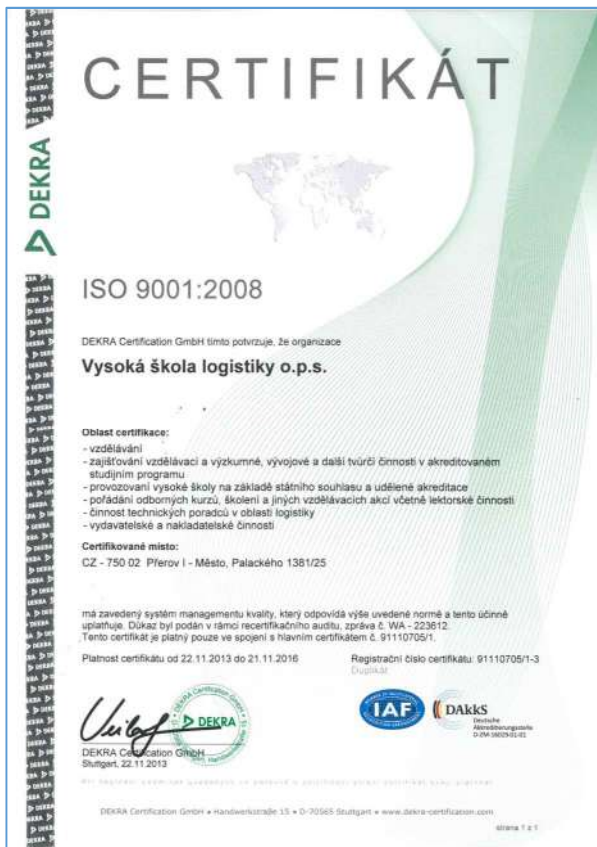 CERTIFIKÁT
DEKRA
ISO 9001:2008
DEKRA Certification GmbH tímto potvrzuje, že organizace
Vysoká škola logistiky o.p.s.
Oblast certifikace:
- vzdělávání
- zajišťování vzdělávací a výzkumné, vývojové a další tvůrčí činnosti v akreditovaném
studijním programu
- provozování vysoké školy na základě státního souhlasu a udělené akreditace
- pořádání odborných kurzů, školení a jiných vzdělávacích akcí včetně lektorské činnosti
- činnost technických poradců v oblasti logistiky
- vydavatelské a nakladatelské činnosti
Certifikované místo:
CZ - 750 02 Přerov I - Město, Palackého 1381/25
má zavedený systém managementu kvality, který odpovídá výše uvedené normě a tento účinně
uplatňuje. Důkaz byl podán v rámci recertifikačního auditu, zpráva č. WA - 223612.
Tento certifikát je platný pouze ve spojení s hlavním certifikátem č. 91110705/1.
Platnost certifikátu od 22.11.2013 do 21.11.2016
Registrační číslo certifikátu: 91110705/1-3
Duplikát
DEKRA
DEKRA Certification GmbH
Stuttgart, 22.11.2013
IAF
DAkkS
Deutsche
Akkreditierungsstelle
D-ZM-16029-01-01
DEKRA Certification GmbH • Handwerkstraße 15 • D-70565 Stuttgart • www.dekra-certification.com
strana 1 z 1